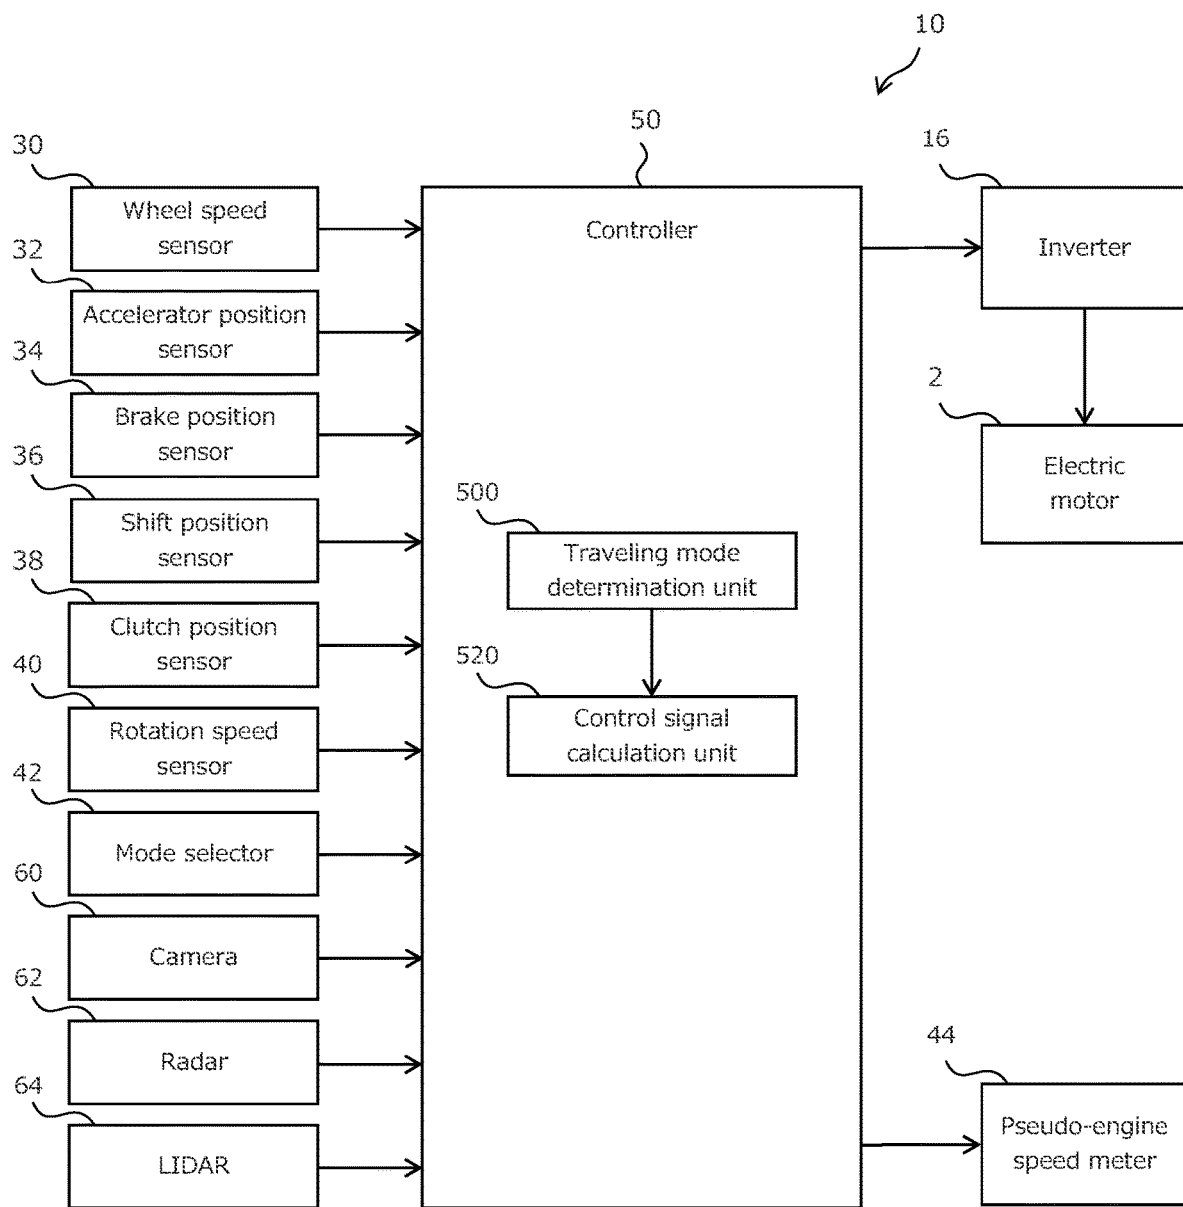 10
50
30
16
Wheel speed
sensor
Controller
Inverter
32
Accelerator position
sensor
34
Brake position
sensor
2
Electric
motor
36
Shift position
sensor
500
Traveling mode
determination unit
38
Clutch position
sensor
520
Control signal
calculation unit
40
Rotation speed
sensor
42
Mode selector
60
Camera
62
Radar
44
Pseudo-engine
speed meter
64
LIDAR